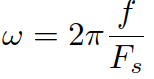 ω = 2π f/F_s